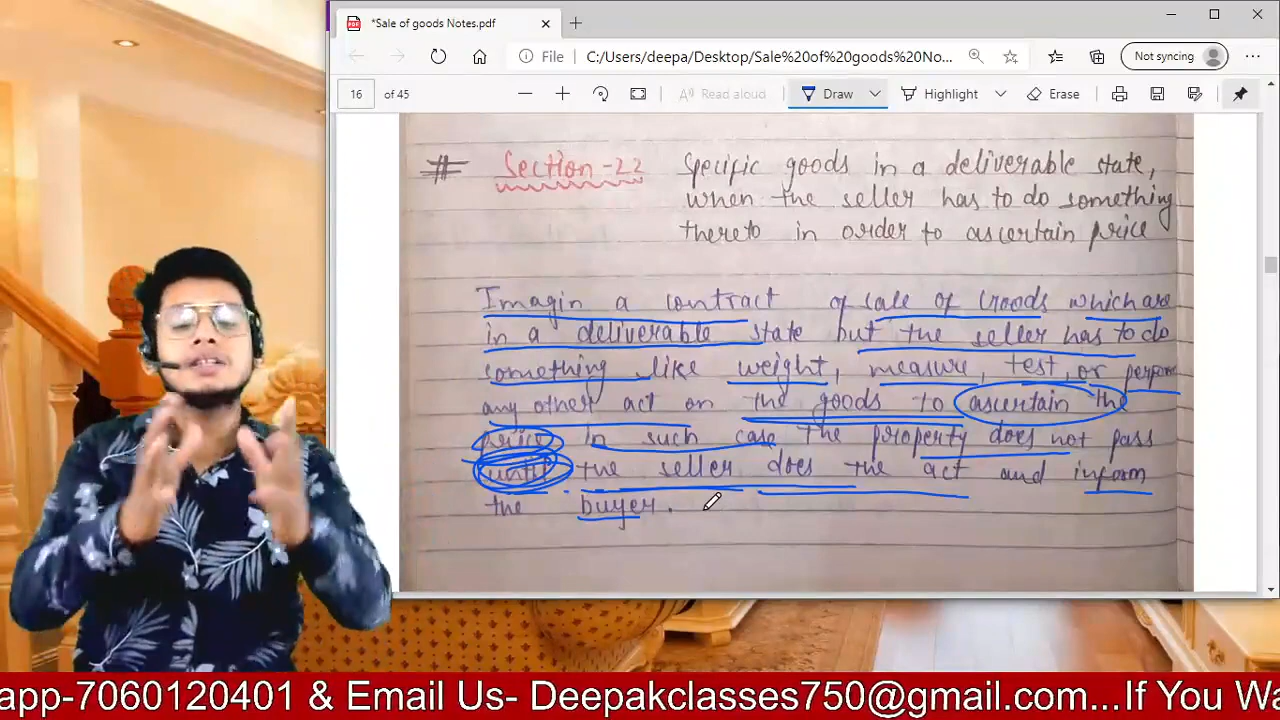 *Sale of goods Notes.pdf
File C:/Users/deepa/Desktop/Sale%20of%20goods%20No... Not syncing
16 of 45 Read aloud Draw Highlight Erase
# Section-22 Specific goods in a deliverable state,
when the seller has to do something
thereto in order to ascertain price
Imagin a contract of sale of Goods which are
in a deliverable state but the seller has to do
something like weight, measure, test, or perform
any other act on the goods to ascertain the
price in such case the property does not pass
until the seller does the act and inform
the buyer.
app-7060120401 & Email Us- Deepakclasses750@gmail.com...If You Wa